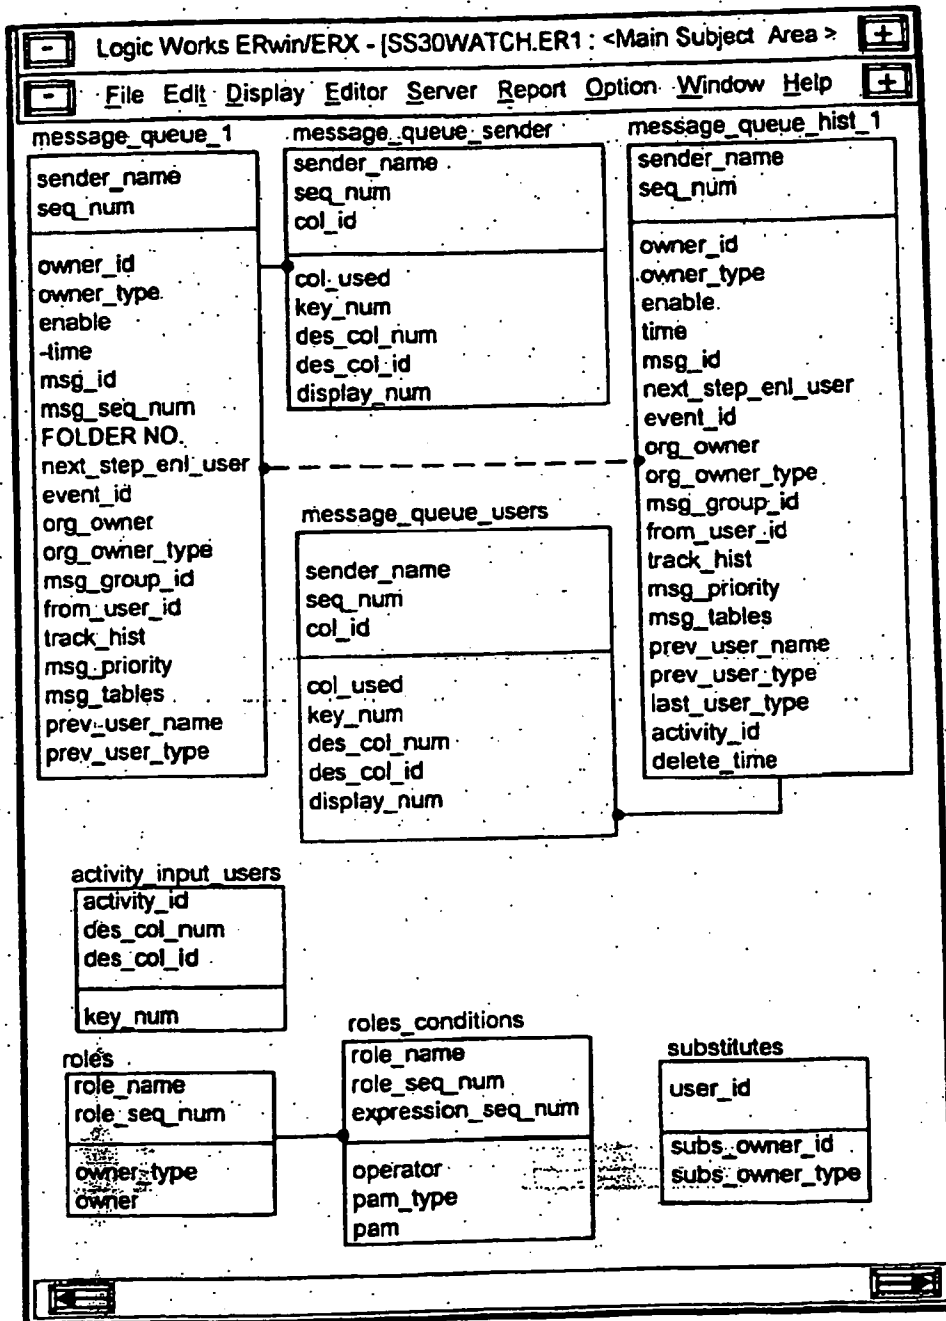 Logic Works ERwin/ERX - [SS30WATCH.ER1 : <Main Subject Area >
File Edit Display Editor Server Report Option Window Help
message_queue_1
sender_name
seq_num
owner_id
owner_type
enable
-time
msg_id
msg_seq_num
FOLDER NO.
next_step_enl_user
event_id
org_owner
org_owner_type
msg_group_id
from_user_id
track_hist
msg_priority
msg_tables
prev_user_name
prev_user_type
message_queue_sender
sender_name
seq_num
col_id
col_used
key_num
des_col_num
des_col_id
display_num
message_queue_hist_1
sender_name
seq_num
owner_id
owner_type
enable
time
msg_id
next_step_enl_user
event_id
org_owner
org_owner_type
msg_group_id
from_user_id
track_hist
msg_priority
msg_tables
prev_user_name
prev_user_type
last_user_type
activity_id
delete_time
message_queue_users
sender_name
seq_num
col_id
col_used
key_num
des_col_num
des_col_id
display_num
activity_input_users
activity_id
des_col_num
des_col_id
key_num
roles
role_name
role_seq_num
owner_type
owner
roles_conditions
role_name
role_seq_num
expression_seq_num
operator
pam_type
pam
substitutes
user_id
subs_owner_id
subs_owner_type